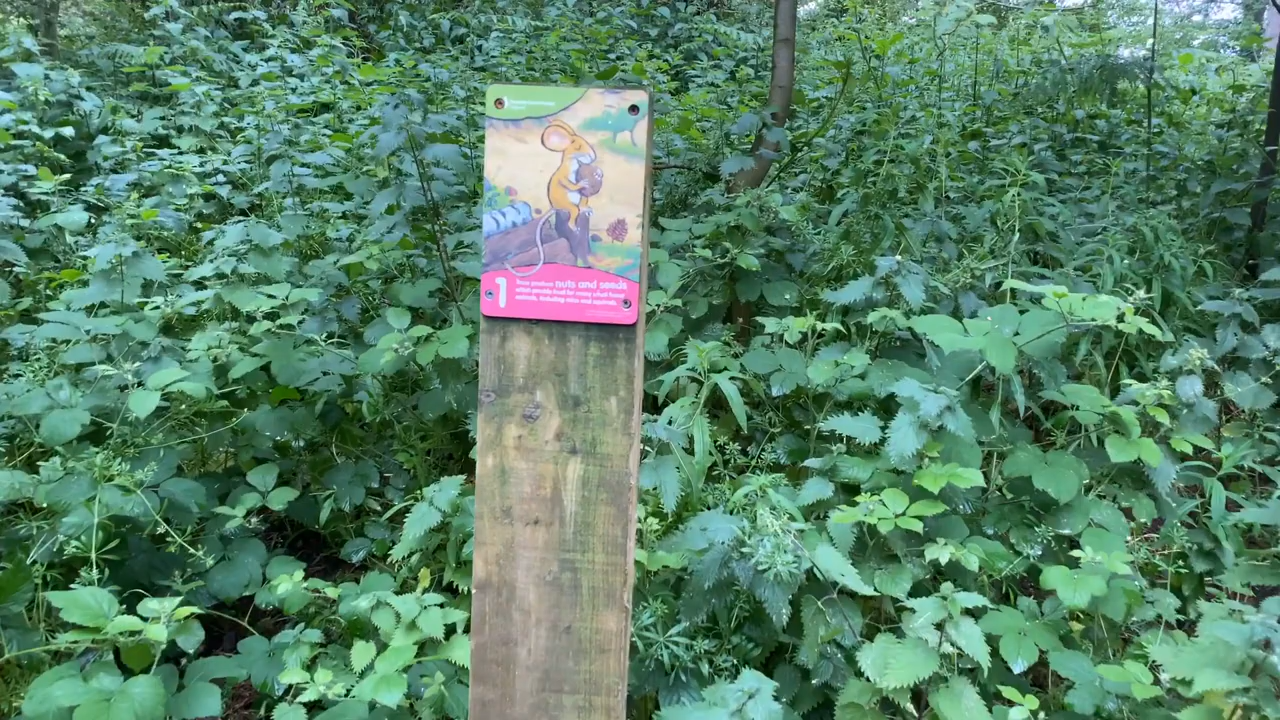 1
Trees produce nuts and seeds
which provide food for many small forest
animals, including mice and squirrels.